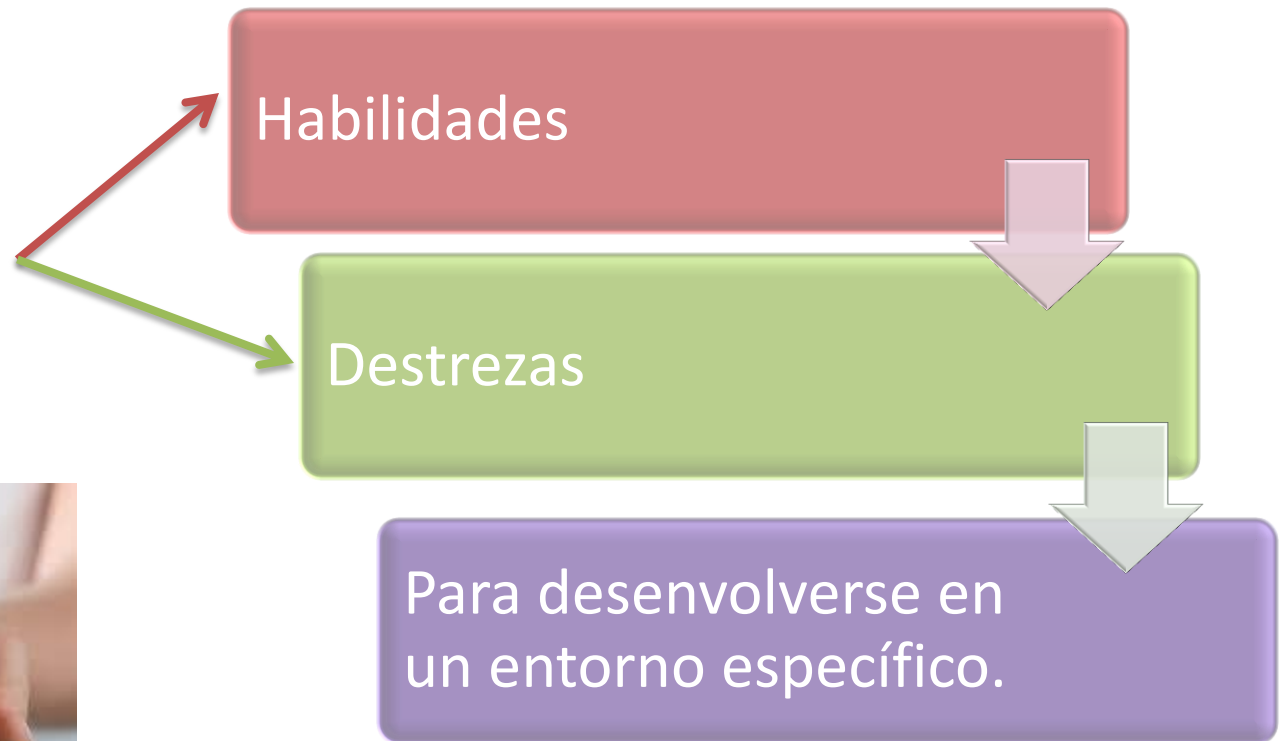 Habilidades
Destrezas
Para desenvolverse en
un entorno específico.